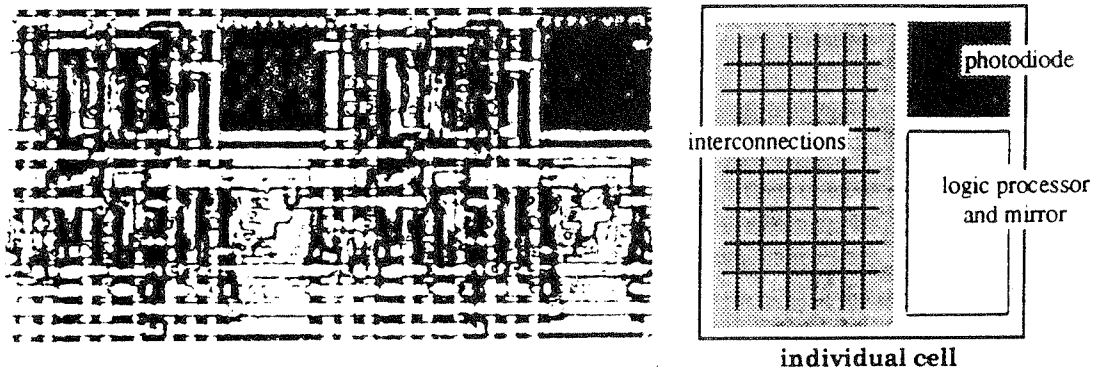 photodiode
interconnections
logic processor
and mirror
individual cell